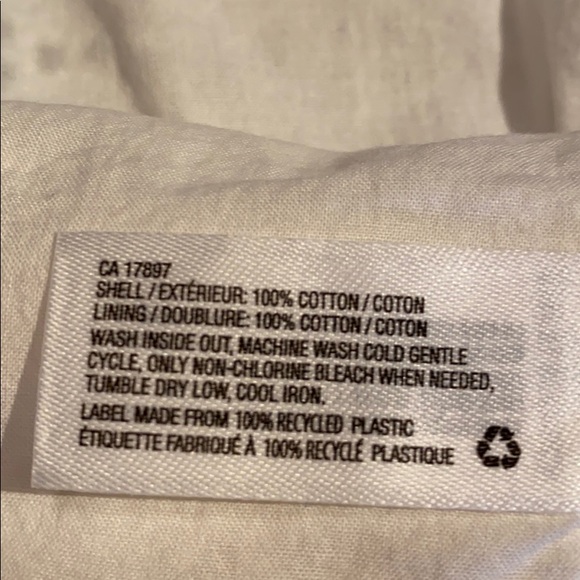 CA 17897
SHELL / EXTÉRIEUR: 100% COTTON / COTON
LINING / DOUBLURE: 100% COTTON / COTON
WASH INSIDE OUT, MACHINE WASH COLD GENTLE
CYCLE, ONLY NON-CHLORINE BLEACH WHEN NEEDED,
TUMBLE DRY LOW, COOL IRON.
LABEL MADE FROM 100% RECYCLED PLASTIC
ÉTIQUETTE FABRIQUÉ À 100% RECYCLÉ PLASTIQUE